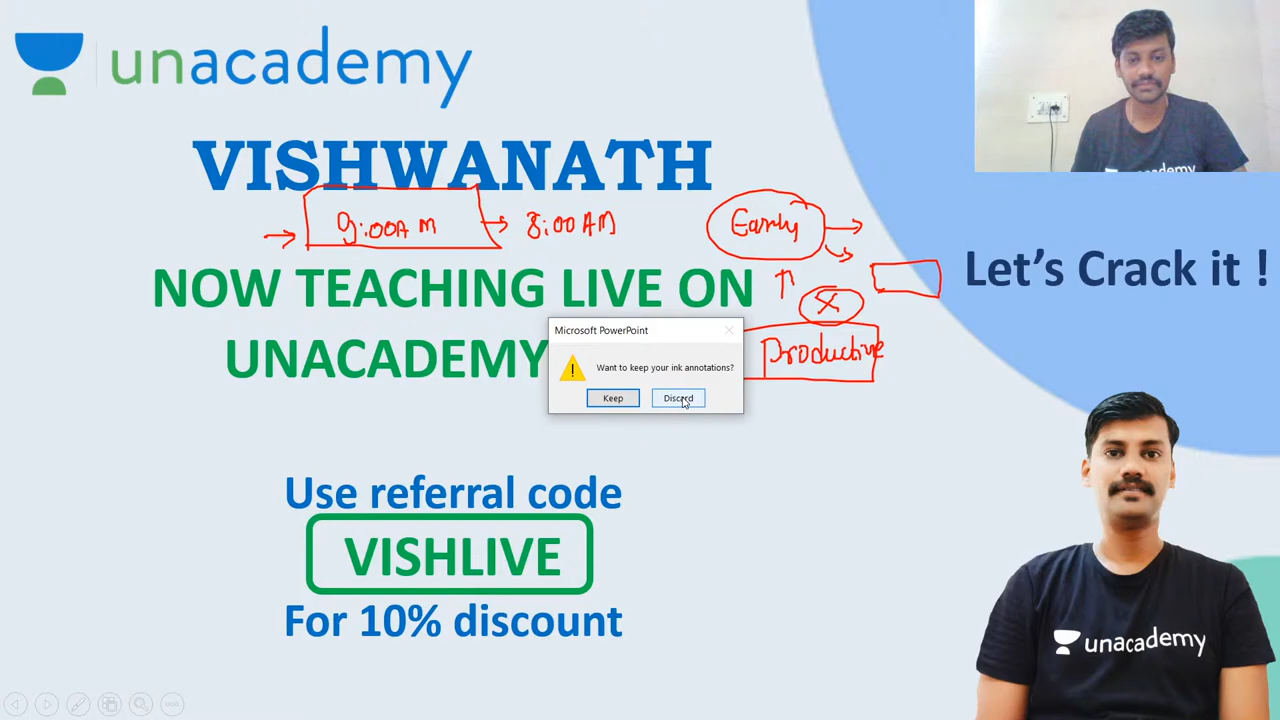 unacademy
VISHWANATH
9:00AM
8:00AM
Early
NOW TEACHING LIVE ON
UNACADEMY
Let's Crack it !
Productive
Microsoft PowerPoint
Want to keep your ink annotations?
Keep
Discard
Use referral code
VISHLIVE
For 10% discount
unacademy